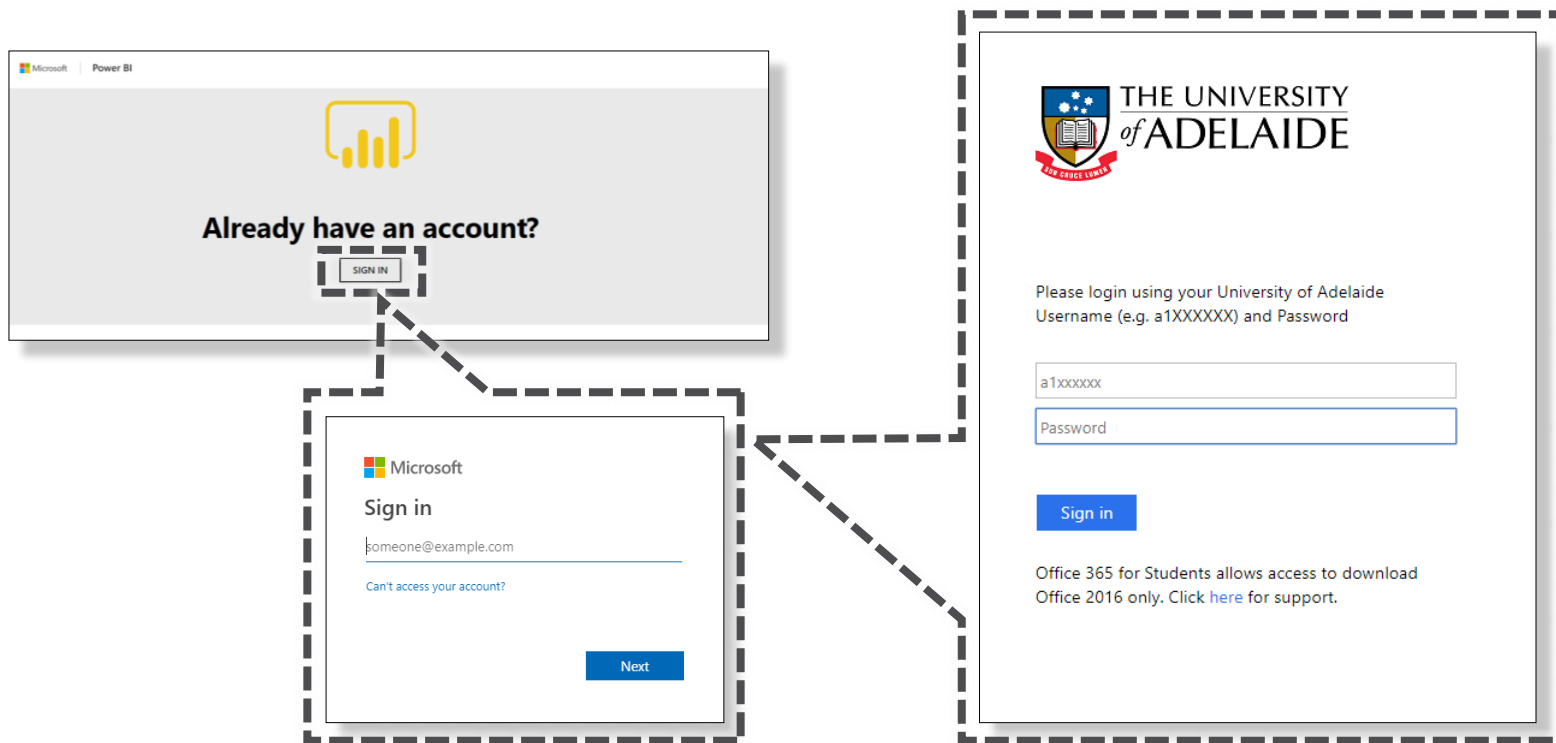 Microsoft Power BI
Already have an account?
SIGN IN
Microsoft
Sign in
someone@example.com
Can't access your account?
Next
THE UNIVERSITY
of ADELAIDE
SUB CRUCE LUMEN
Please login using your University of Adelaide
Username (e.g. a1XXXXXX) and Password
a1xxxxxx
Password
Sign in
Office 365 for Students allows access to download
Office 2016 only. Click here for support.